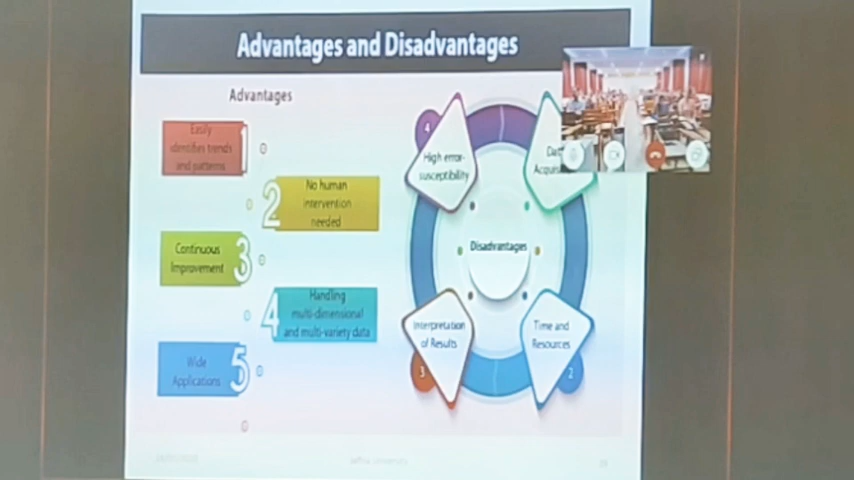 Advantages and Disadvantages
Advantages
Easily
identifies trends
and patterns
1
2
No human
intervention
needed
Continuous
Improvement
3
4
Handling
multi-dimensional
and multi-variety data
Wide
Applications
5
4
High error-
susceptibility
Disadvantages
Interpretation
of Results
3
Time and
Resources
2